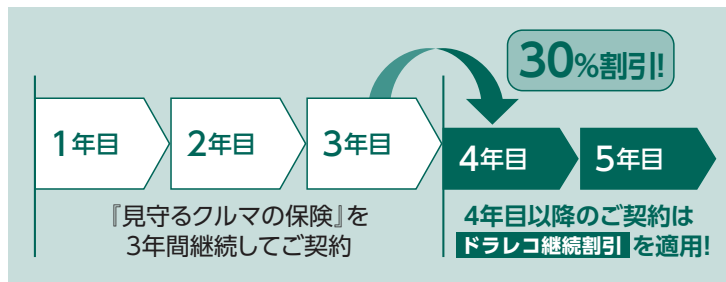 30%割引!
1年目
2年目
3年目
4年目
5年目
『見守るクルマの保険』を
3年間継続してご契約
4年目以降のご契約は
ドラレコ継続割引を適用!